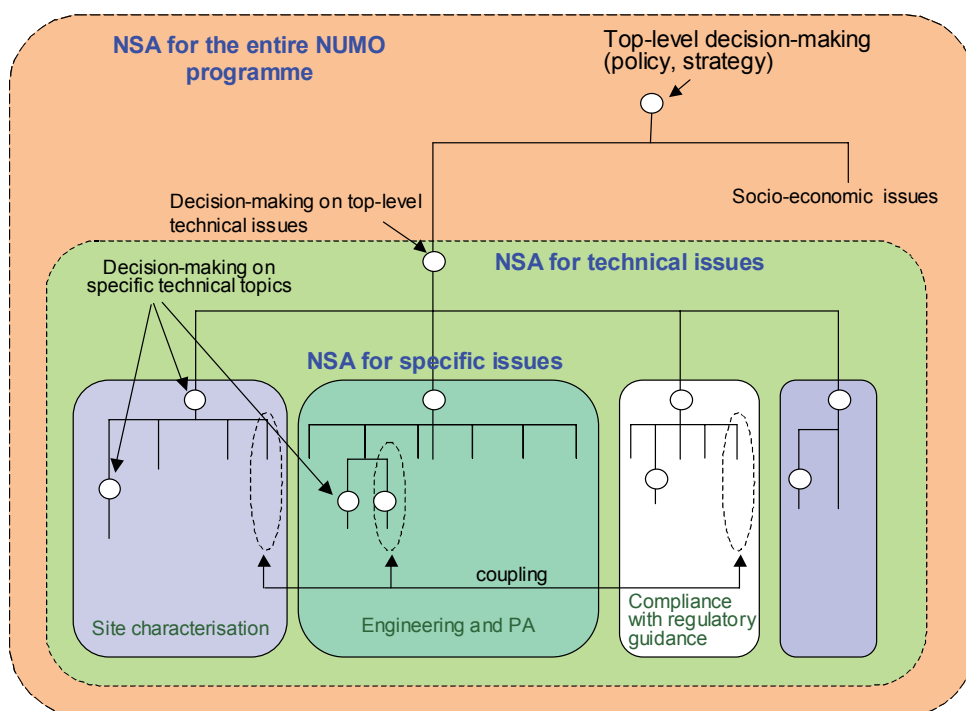 NSA for the entire NUMO
programme
Top-level decision-making
(policy, strategy)
Socio-economic issues
Decision-making on top-level
technical issues
NSA for technical issues
Decision-making on
specific technical topics
NSA for specific issues
coupling
Site characterisation
Engineering and PA
Compliance
with regulatory
guidance